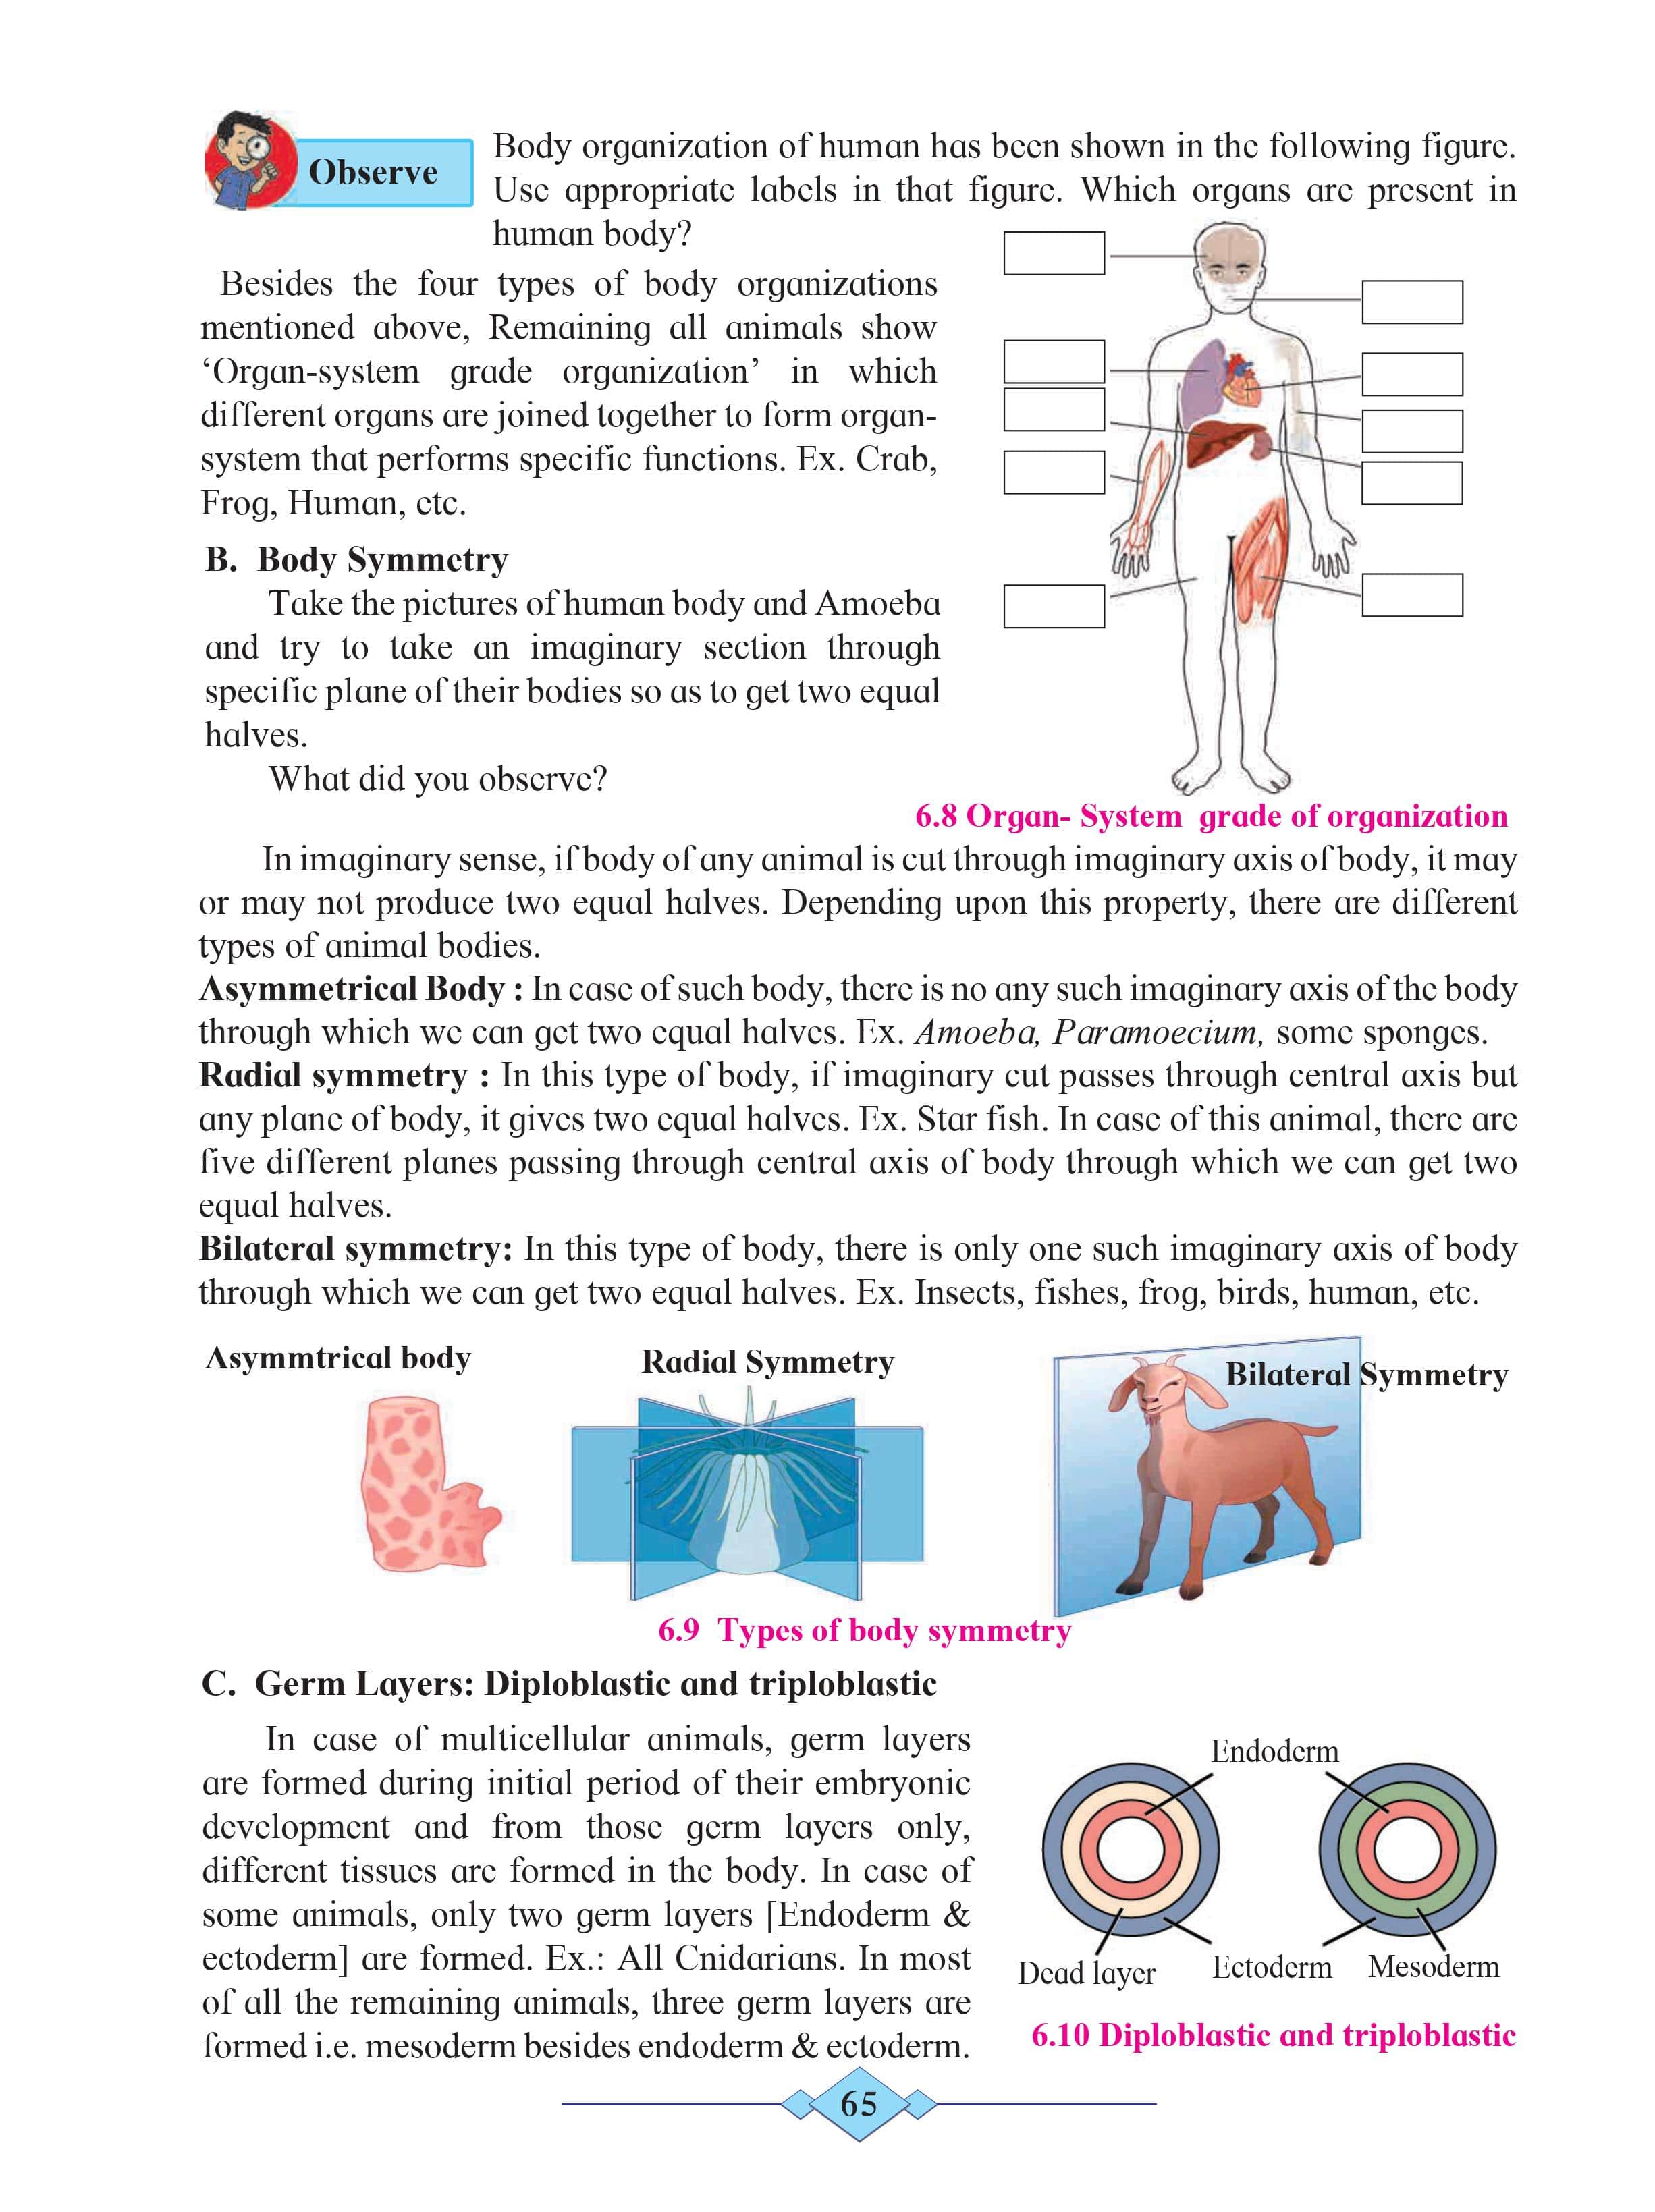 Observe
Body organization of human has been shown in the following figure.
Use appropriate labels in that figure. Which organs are present in
human body?
Besides the four types of body organizations
mentioned above, Remaining all animals show
‘Organ-system grade organization’ in which
different organs are joined together to form organ-
system that performs specific functions. Ex. Crab,
Frog, Human, etc.
B. Body Symmetry
Take the pictures of human body and Amoeba
and try to take an imaginary section through
specific plane of their bodies so as to get two equal
halves.
What did you observe?
6.8 Organ- System grade of organization
In imaginary sense, if body of any animal is cut through imaginary axis of body, it may
or may not produce two equal halves. Depending upon this property, there are different
types of animal bodies.
Asymmetrical Body : In case of such body, there is no any such imaginary axis of the body
through which we can get two equal halves. Ex. Amoeba, Paramoecium, some sponges.
Radial symmetry : In this type of body, if imaginary cut passes through central axis but
any plane of body, it gives two equal halves. Ex. Star fish. In case of this animal, there are
five different planes passing through central axis of body through which we can get two
equal halves.
Bilateral symmetry: In this type of body, there is only one such imaginary axis of body
through which we can get two equal halves. Ex. Insects, fishes, frog, birds, human, etc.
Asymmtrical body
Radial Symmetry
Bilateral Symmetry
6.9 Types of body symmetry
C. Germ Layers: Diploblastic and triploblastic
In case of multicellular animals, germ layers
are formed during initial period of their embryonic
development and from those germ layers only,
different tissues are formed in the body. In case of
some animals, only two germ layers [Endoderm &
ectoderm] are formed. Ex.: All Cnidarians. In most
of all the remaining animals, three germ layers are
formed i.e. mesoderm besides endoderm & ectoderm.
Endoderm
Dead layer
Ectoderm
Mesoderm
6.10 Diploblastic and triploblastic
65